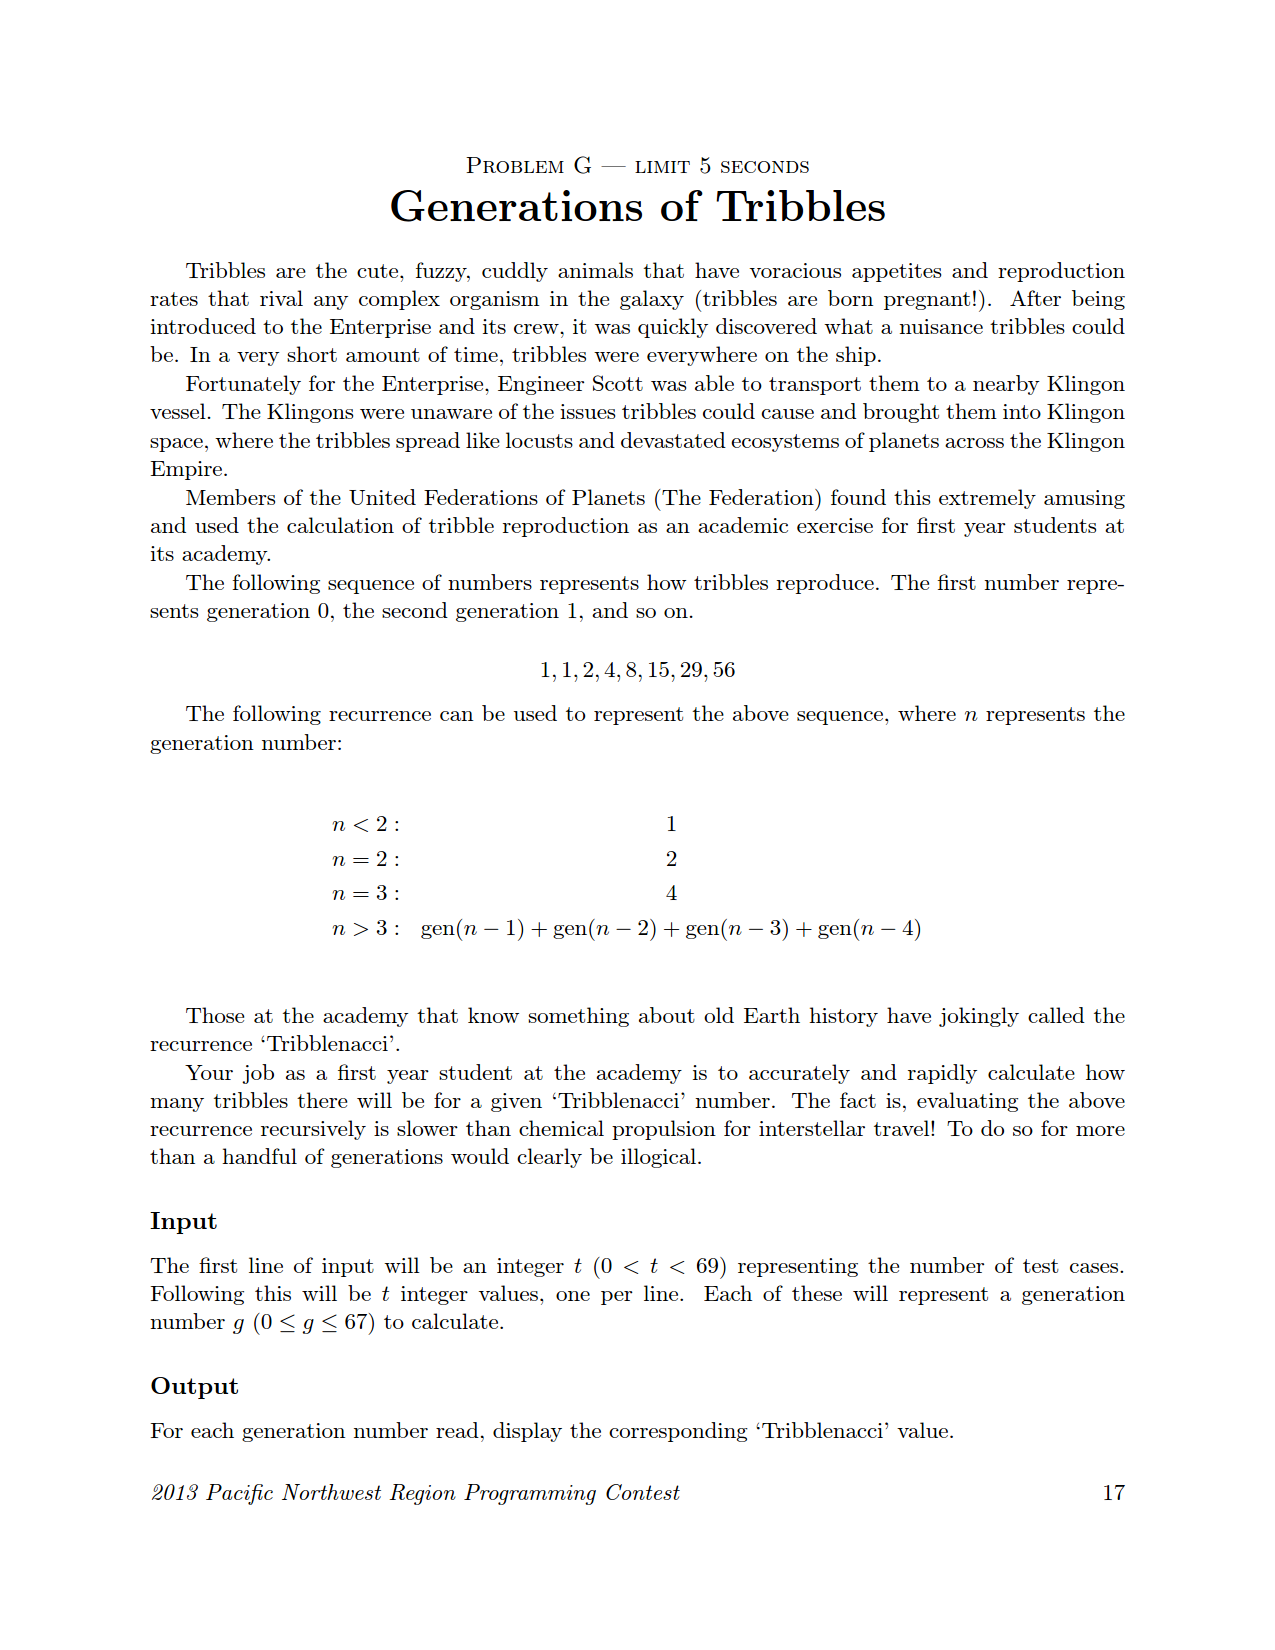 PROBLEM G — LIMIT 5 SECONDS
Generations of Tribbles
Tribbles are the cute, fuzzy, cuddly animals that have voracious appetites and reproduction
rates that rival any complex organism in the galaxy (tribbles are born pregnant!). After being
introduced to the Enterprise and its crew, it was quickly discovered what a nuisance tribbles could
be. In a very short amount of time, tribbles were everywhere on the ship.
Fortunately for the Enterprise, Engineer Scott was able to transport them to a nearby Klingon
vessel. The Klingons were unaware of the issues tribbles could cause and brought them into Klingon
space, where the tribbles spread like locusts and devastated ecosystems of planets across the Klingon
Empire.
Members of the United Federations of Planets (The Federation) found this extremely amusing
and used the calculation of tribble reproduction as an academic exercise for first year students at
its academy.
The following sequence of numbers represents how tribbles reproduce. The first number repre-
sents generation 0, the second generation 1, and so on.
1, 1, 2, 4, 8, 15, 29, 56
The following recurrence can be used to represent the above sequence, where n represents the
generation number:
n < 2 : 1
n = 2 : 2
n = 3 : 4
n > 3 : gen(n − 1) + gen(n − 2) + gen(n − 3) + gen(n − 4)
Those at the academy that know something about old Earth history have jokingly called the
recurrence ‘Tribblenacci’.
Your job as a first year student at the academy is to accurately and rapidly calculate how
many tribbles there will be for a given ‘Tribblenacci’ number. The fact is, evaluating the above
recurrence recursively is slower than chemical propulsion for interstellar travel! To do so for more
than a handful of generations would clearly be illogical.
Input
The first line of input will be an integer t (0 < t < 69) representing the number of test cases.
Following this will be t integer values, one per line. Each of these will represent a generation
number g (0 ≤ g ≤ 67) to calculate.
Output
For each generation number read, display the corresponding ‘Tribblenacci’ value.
2013 Pacific Northwest Region Programming Contest 17